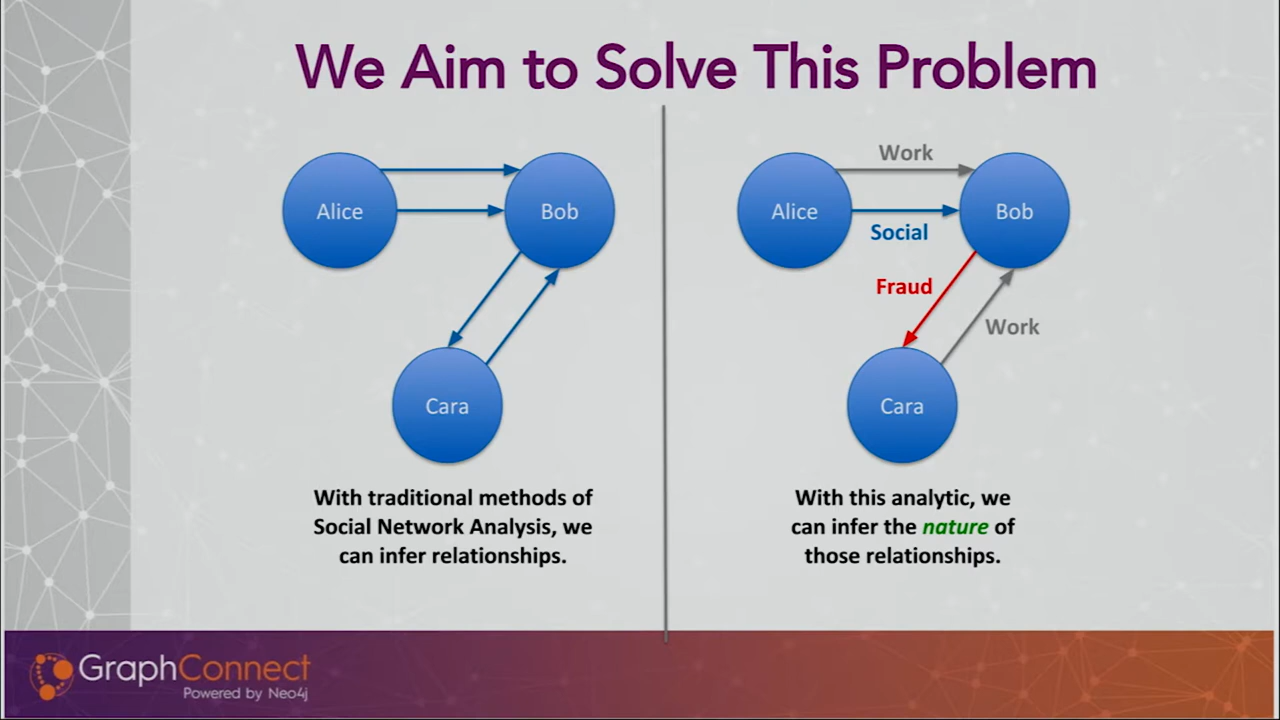 We Aim to Solve This Problem
Alice
Bob
Cara
With traditional methods of
Social Network Analysis, we
can infer relationships.
Work
Alice
Bob
Social
Fraud
Work
Cara
With this analytic, we
can infer the nature of
those relationships.
GraphConnect
Powered by Neo4j